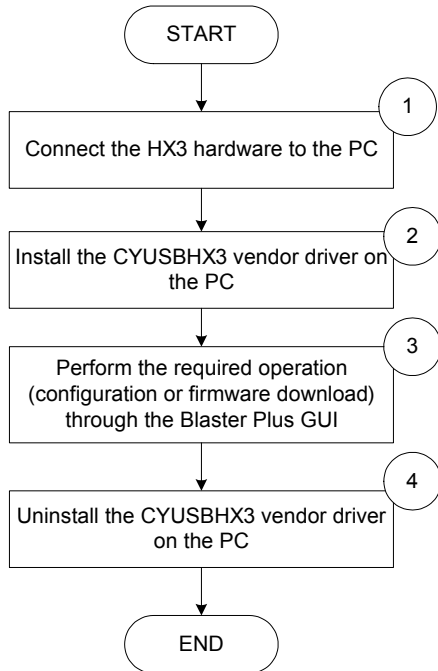 START
1
Connect the HX3 hardware to the PC
2
Install the CYUSBHX3 vendor driver on
the PC
3
Perform the required operation
(configuration or firmware download)
through the Blaster Plus GUI
4
Uninstall the CYUSBHX3 vendor driver
on the PC
END